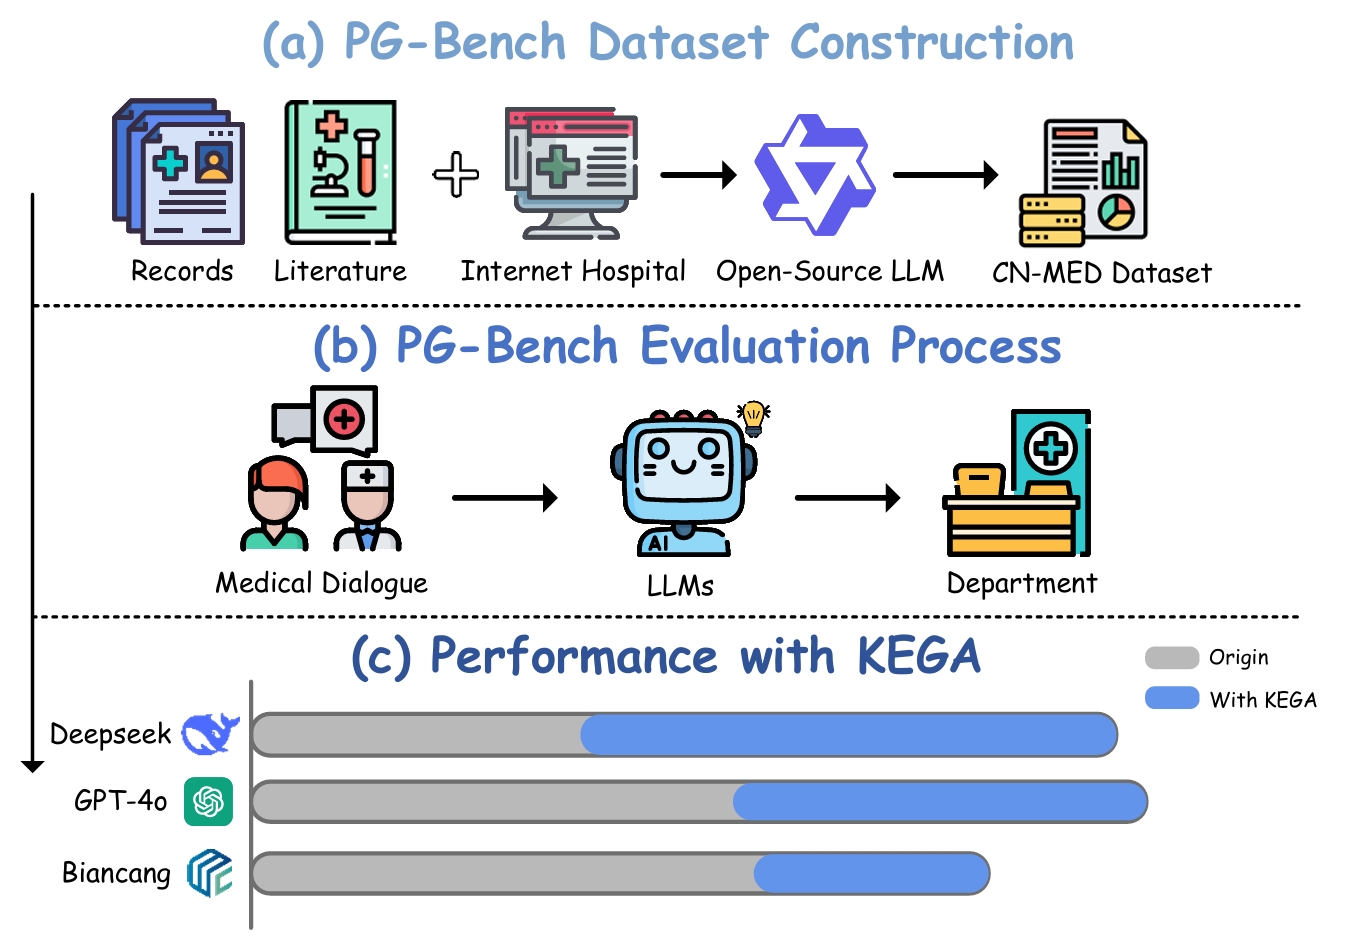 (a) PG-Bench Dataset Construction
Records
Literature
Internet Hospital
Open-Source LLM
CN-MED Dataset
(b) PG-Bench Evaluation Process
AI
Medical Dialogue
LLMs
Department
(c) Performance with KEGA
Origin
With KEGA
Deepseek
GPT-4o
Biancang